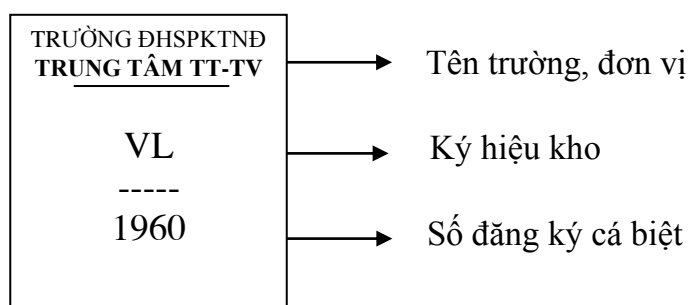 TRƯỜNG ĐHSPKTNĐ
TRUNG TÂM TT-TV
Tên trường, đơn vị
VL
Ký hiệu kho
-----
1960
Số đăng ký cá biệt